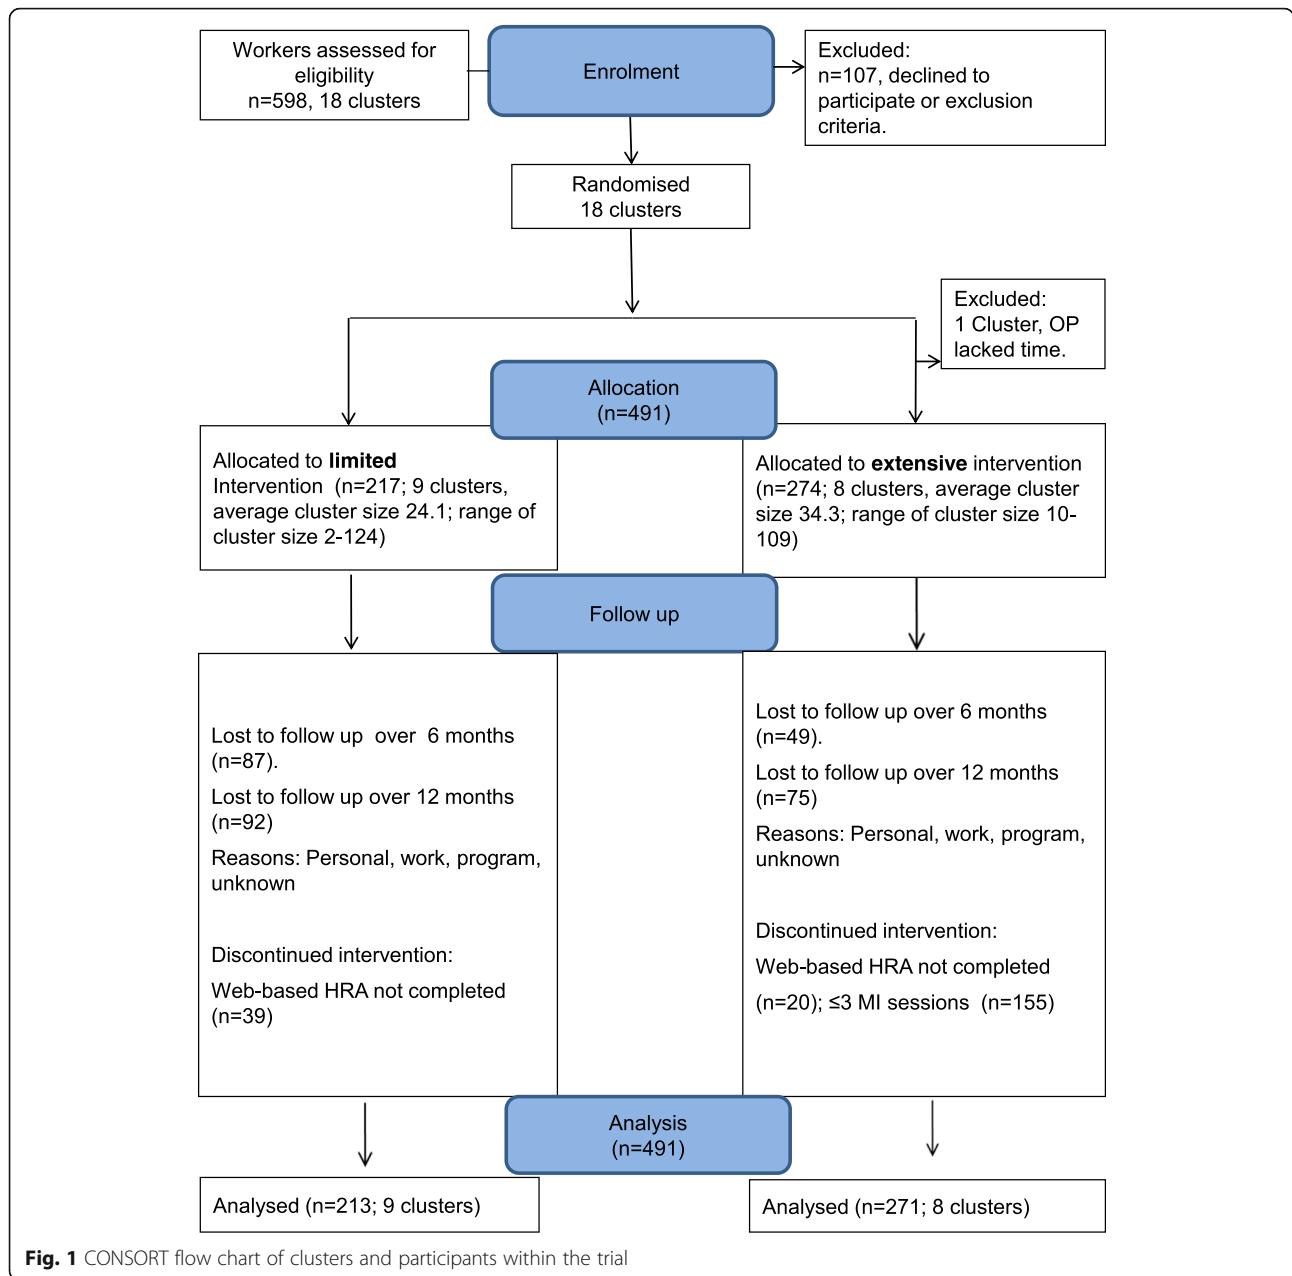 Workers assessed for
eligibility
n=598, 18 clusters
Enrolment
Excluded:
n=107, declined to
participate or exclusion
criteria.
Randomised
18 clusters
Excluded:
1 Cluster, OP
lacked time.
Allocation
(n=491)
Allocated to limited
Intervention (n=217; 9 clusters,
average cluster size 24.1; range of
cluster size 2-124)
Allocated to extensive intervention
(n=274; 8 clusters, average cluster
size 34.3; range of cluster size 10-
109)
Follow up
Lost to follow up over 6 months
(n=87).
Lost to follow up over 12 months
(n=92)
Reasons: Personal, work, program,
unknown
Discontinued intervention:
Web-based HRA not completed
(n=39)
Lost to follow up over 6 months
(n=49).
Lost to follow up over 12 months
(n=75)
Reasons: Personal, work, program,
unknown
Discontinued intervention:
Web-based HRA not completed
(n=20); ≤3 MI sessions (n=155)
Analysis
(n=491)
Analysed (n=213; 9 clusters)
Analysed (n=271; 8 clusters)
Fig. 1 CONSORT flow chart of clusters and participants within the trial